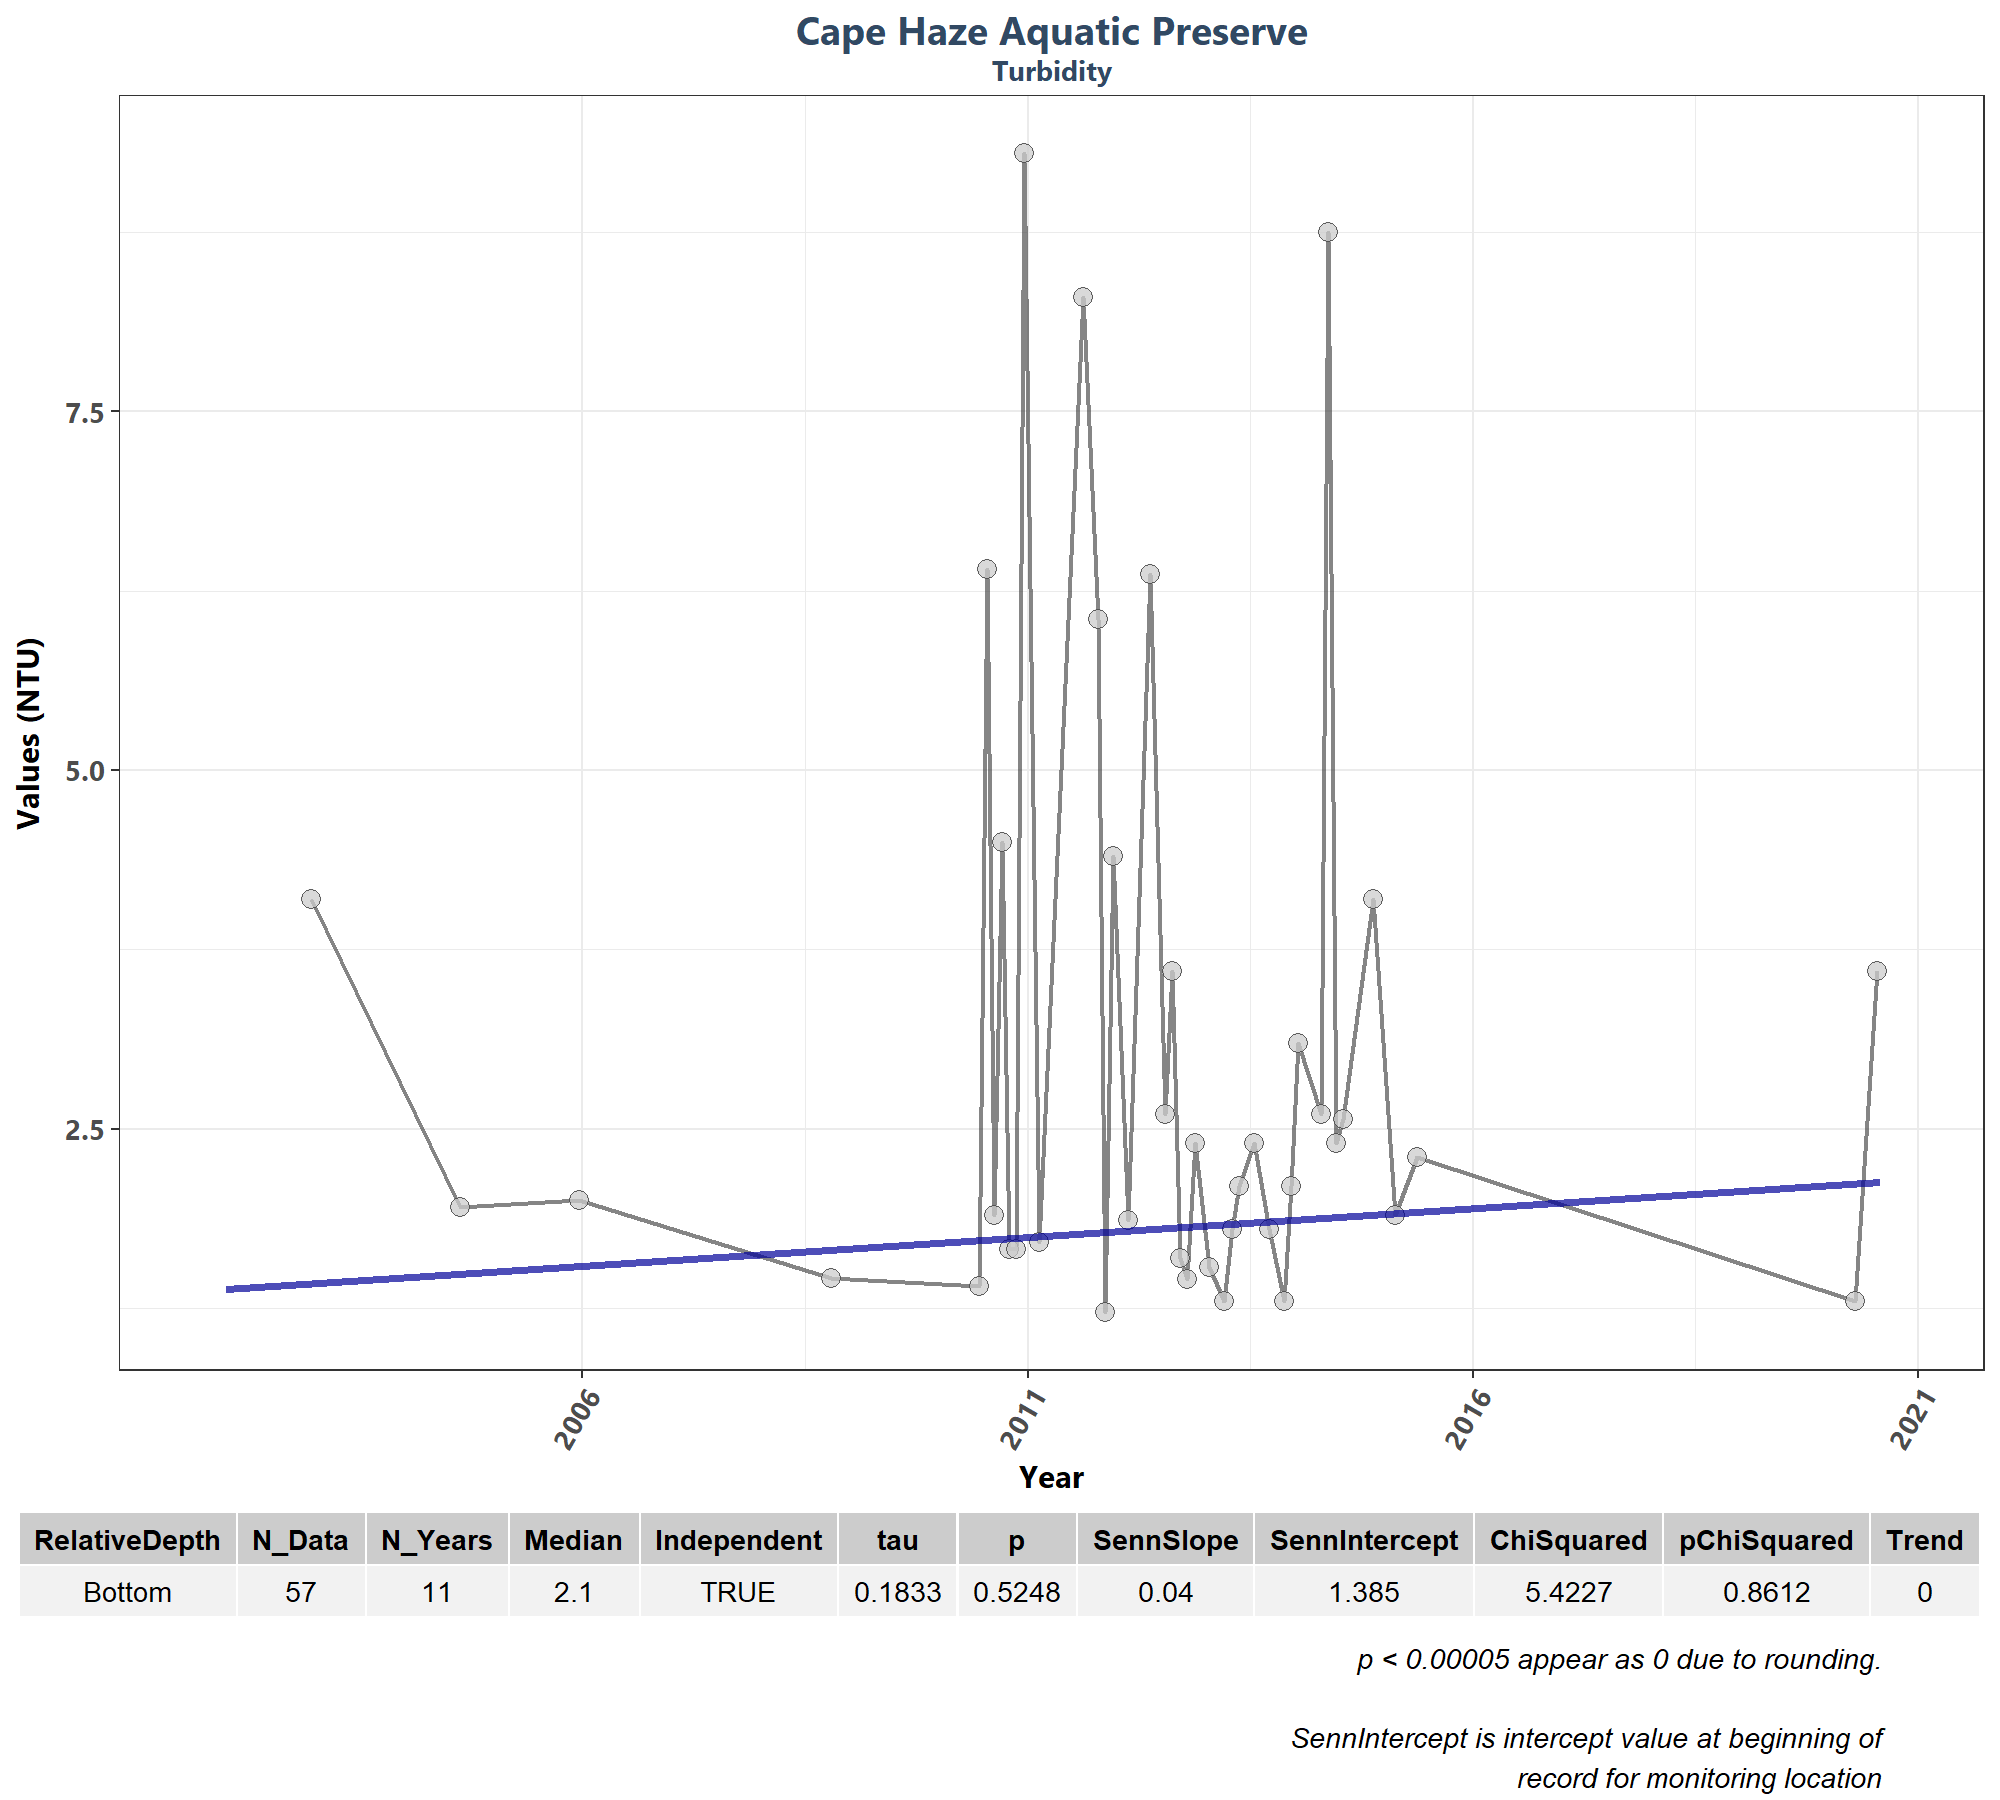 Cape Haze Aquatic Preserve
Turbidity
Values (NTU)
7.5
5.0
2.5
2006 2011 2016 2021
Year
RelativeDepth N_Data N_Years Median Independent tau p SennSlope SennIntercept ChiSquared pChiSquared Trend
Bottom 57 11 2.1 TRUE 0.1833 0.5248 0.04 1.385 5.4227 0.8612 0
p < 0.00005 appear as 0 due to rounding.
SennIntercept is intercept value at beginning of
record for monitoring location